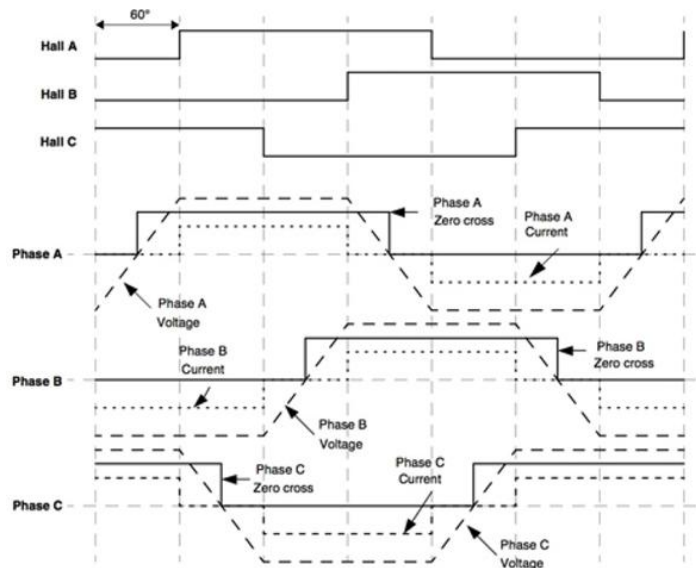 60°
Hall A
Hall B
Hall C
Phase A
Zero cross
Phase A
Current
Phase A
Phase A
Voltage
Phase B
Current
Phase B
Zero cross
Phase B
Phase B
Voltage
Phase C
Zero cross
Phase C
Current
Phase C
Phase C
Voltage